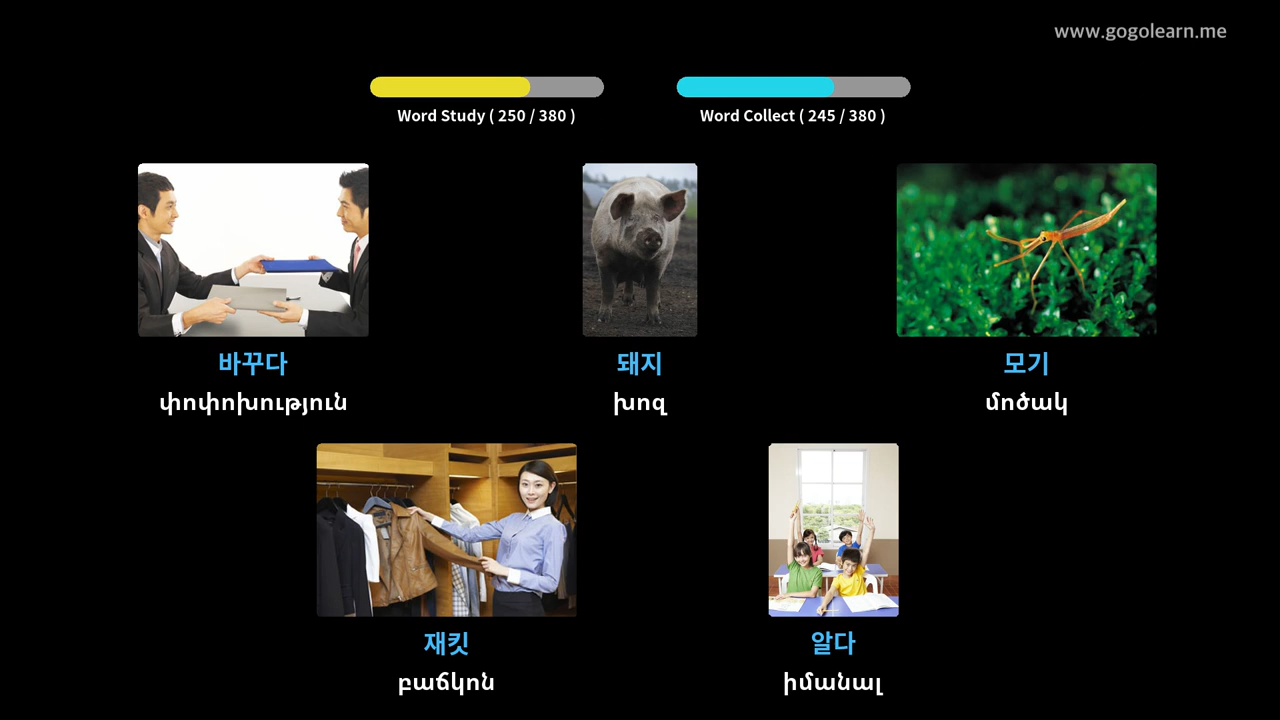 www.gogolearn.me
Word Study ( 250 / 380 )
Word Collect ( 245 / 380 )
바꾸다
փոփոխություն
돼지
խոզ
모기
մոծակ
재킷
բաճկոն
알다
իմանալ